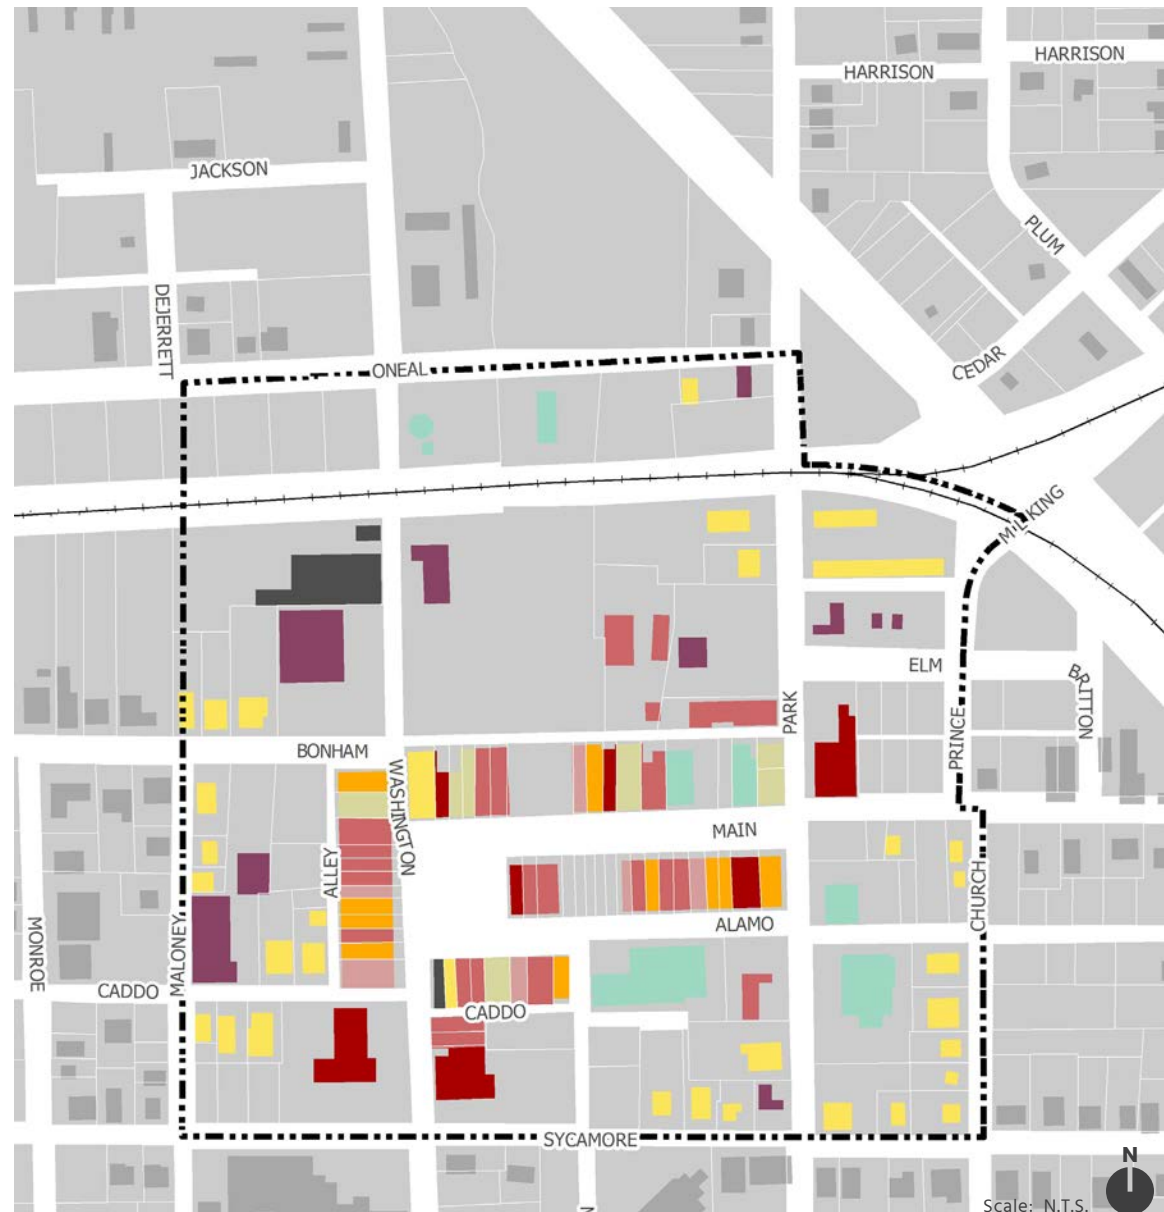 HARRISON
HARRISON
JACKSON
PLUM
DEJERRETT
CEDAR
ONEAL
M L KING
ELM
BRITTON
PARK
PRINCE
BONHAM
WASHINGTON
MAIN
ALLEY
CHURCH
ALAMO
MONROE
MALONEY
CADDO
CADDO
SYCAMORE
N
Scale: N.T.S.